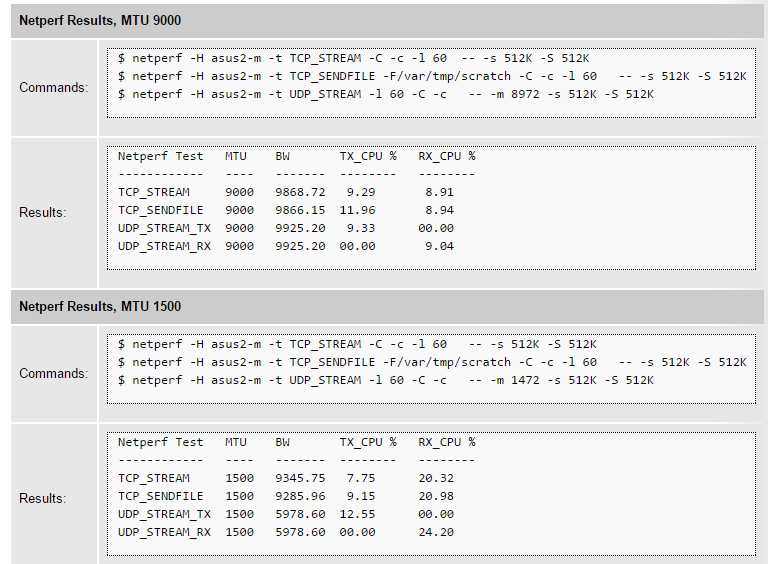 Netperf Results, MTU 9000
Commands:
$ netperf -H asus2-m -t TCP_STREAM -C -c -l 60  -- -s 512K -S 512K
$ netperf -H asus2-m -t TCP_SENDFILE -F/var/tmp/scratch -C -c -l 60   -- -s 512K -S 512K
$ netperf -H asus2-m -t UDP_STREAM -l 60 -C -c   -- -m 8972 -s 512K -S 512K
Results:
Netperf Test   MTU    BW       TX_CPU %   RX_CPU %
------------   ----   -------  --------   --------
TCP_STREAM     9000   9868.72   9.29       8.91
TCP_SENDFILE   9000   9866.15  11.96       8.94
UDP_STREAM_TX  9000   9925.20   9.33      00.00
UDP_STREAM_RX  9000   9925.20  00.00       9.04
Netperf Results, MTU 1500
Commands:
$ netperf -H asus2-m -t TCP_STREAM -C -c -l 60   -- -s 512K -S 512K
$ netperf -H asus2-m -t TCP_SENDFILE -F/var/tmp/scratch -C -c -l 60   -- -s 512K -S 512K
$ netperf -H asus2-m -t UDP_STREAM -l 60 -C -c   -- -m 1472 -s 512K -S 512K
Results:
Netperf Test   MTU    BW       TX_CPU %   RX_CPU %
------------   ----   -------  --------   --------
TCP_STREAM     1500   9345.75   7.75      20.32
TCP_SENDFILE   1500   9285.96   9.15      20.98
UDP_STREAM_TX  1500   5978.60  12.55      00.00
UDP_STREAM_RX  1500   5978.60  00.00      24.20